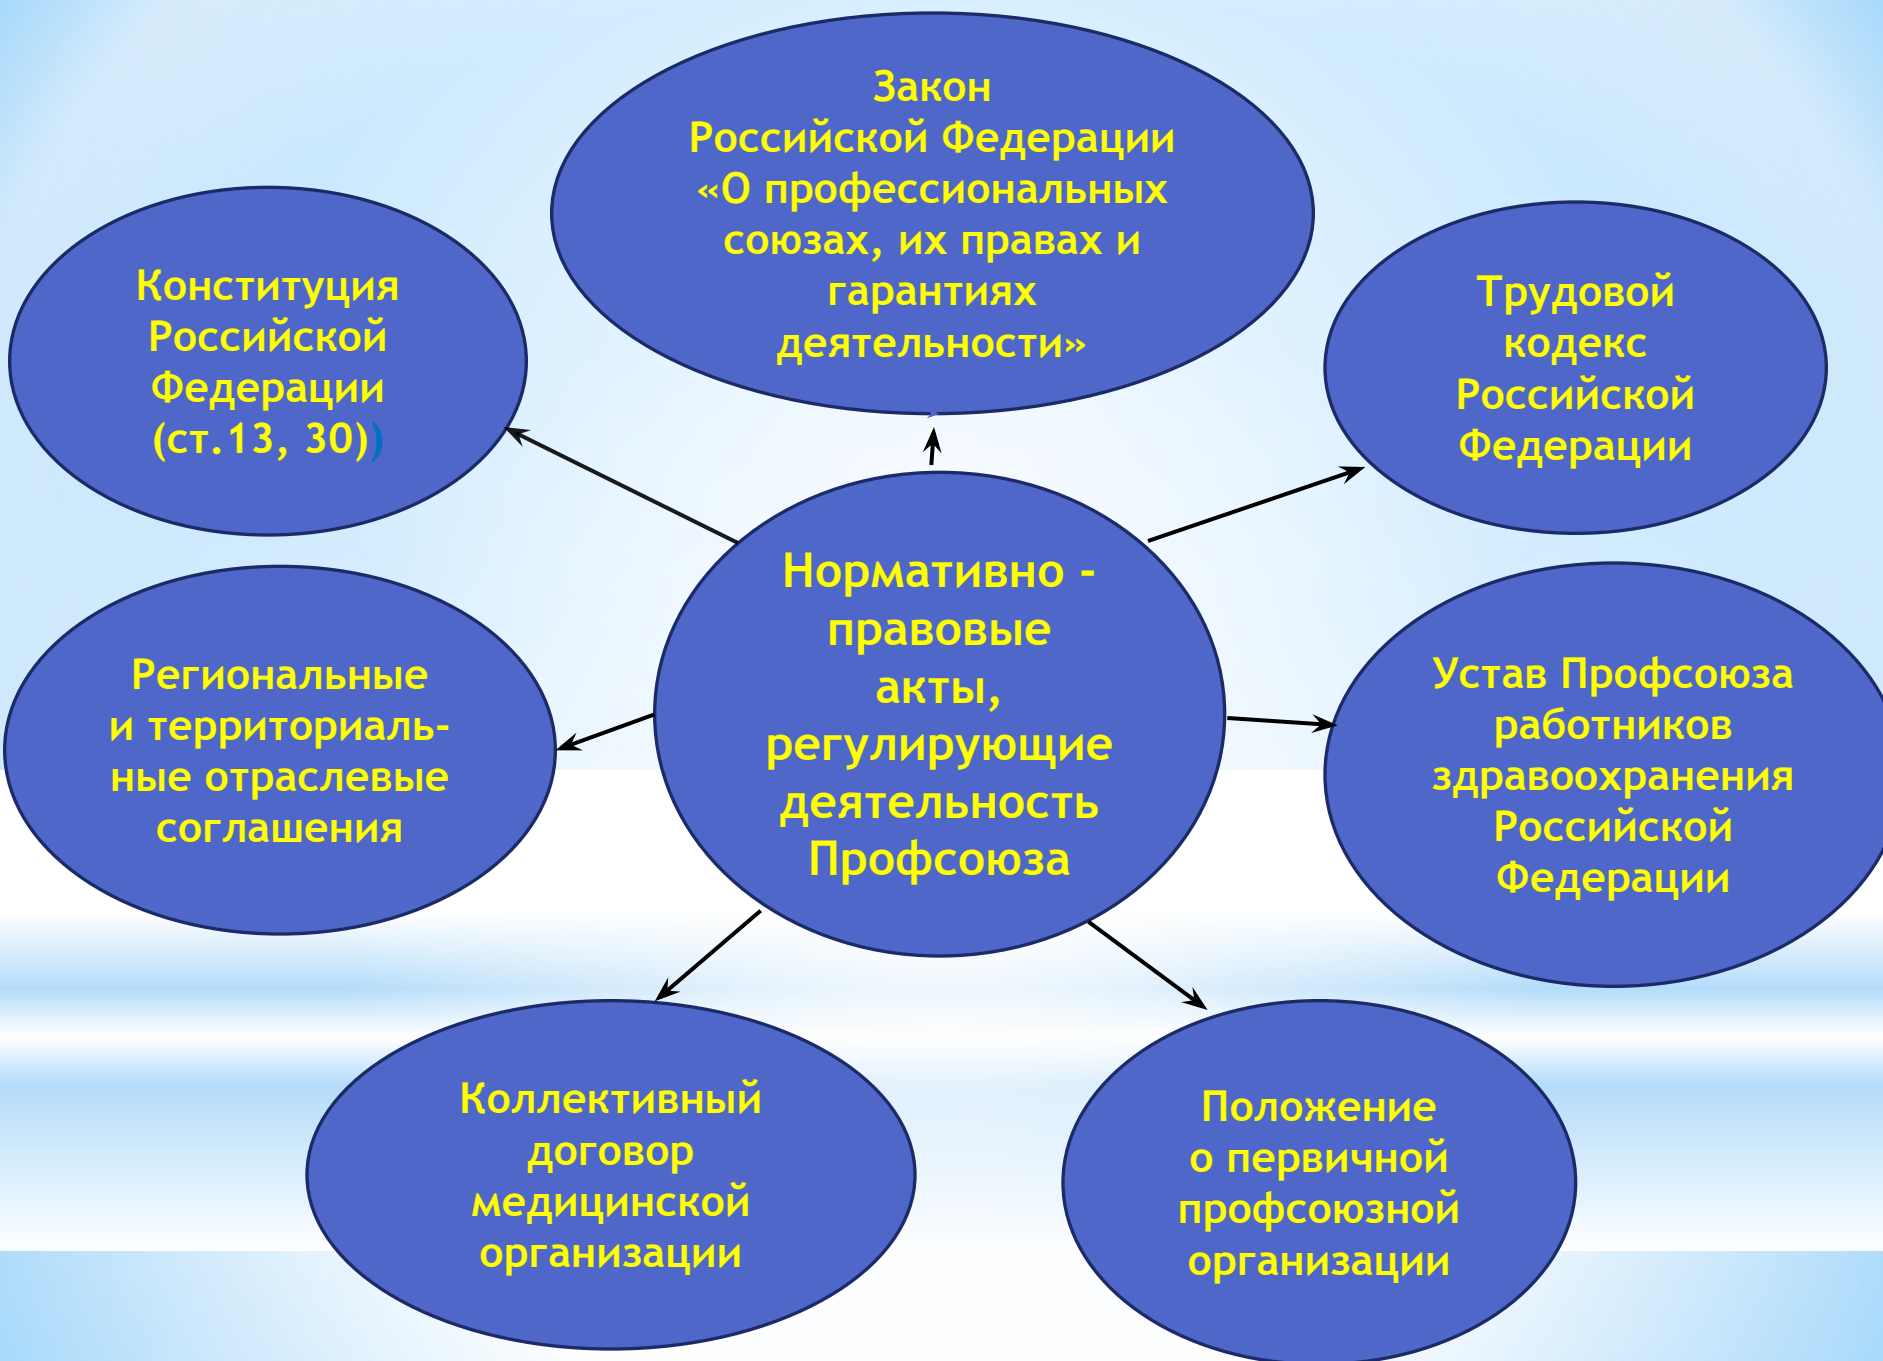 Закон
Российской Федерации
«О профессиональных
союзах, их правах и
гарантиях
деятельности»
Конституция
Российской
Федерации
(ст.13, 30))
Трудовой
кодекс
Российской
Федерации
Нормативно -
правовые
акты,
регулирующие
деятельность
Профсоюза
Региональные
и территориаль-
ные отраслевые
соглашения
Устав Профсоюза
работников
здравоохранения
Российской
Федерации
Коллективный
договор
медицинской
организации
Положение
о первичной
профсоюзной
организации